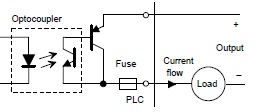 Optocoupler
+
Fuse
Current
flow
Output
Load
−
PLC